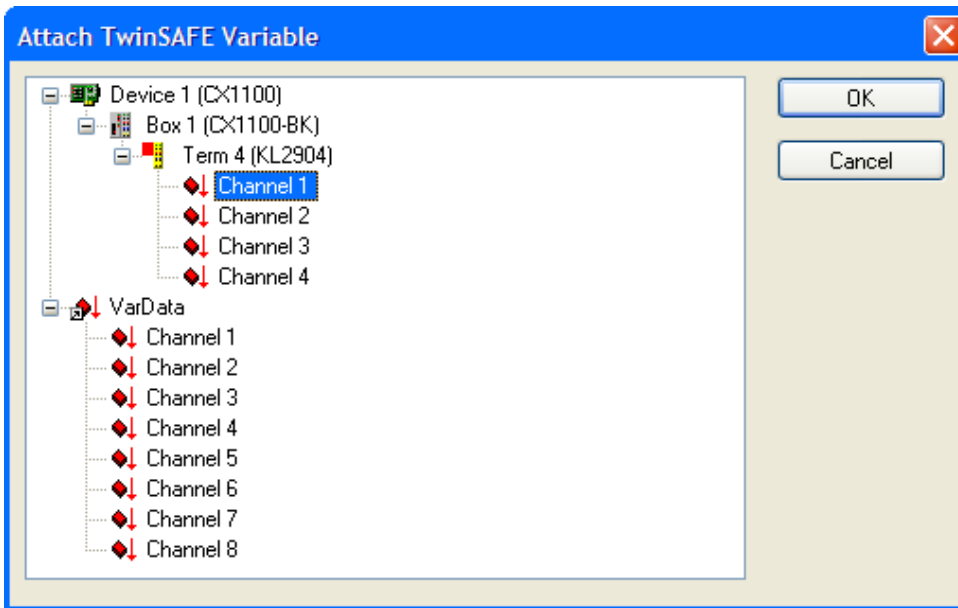 Attach TwinSAFE Variable
Device 1 (CX1100)
OK
Box 1 (CX1100-BK)
Term 4 (KL2904)
Cancel
Channel 1
Channel 2
Channel 3
Channel 4
VarData
Channel 1
Channel 2
Channel 3
Channel 4
Channel 5
Channel 6
Channel 7
Channel 8